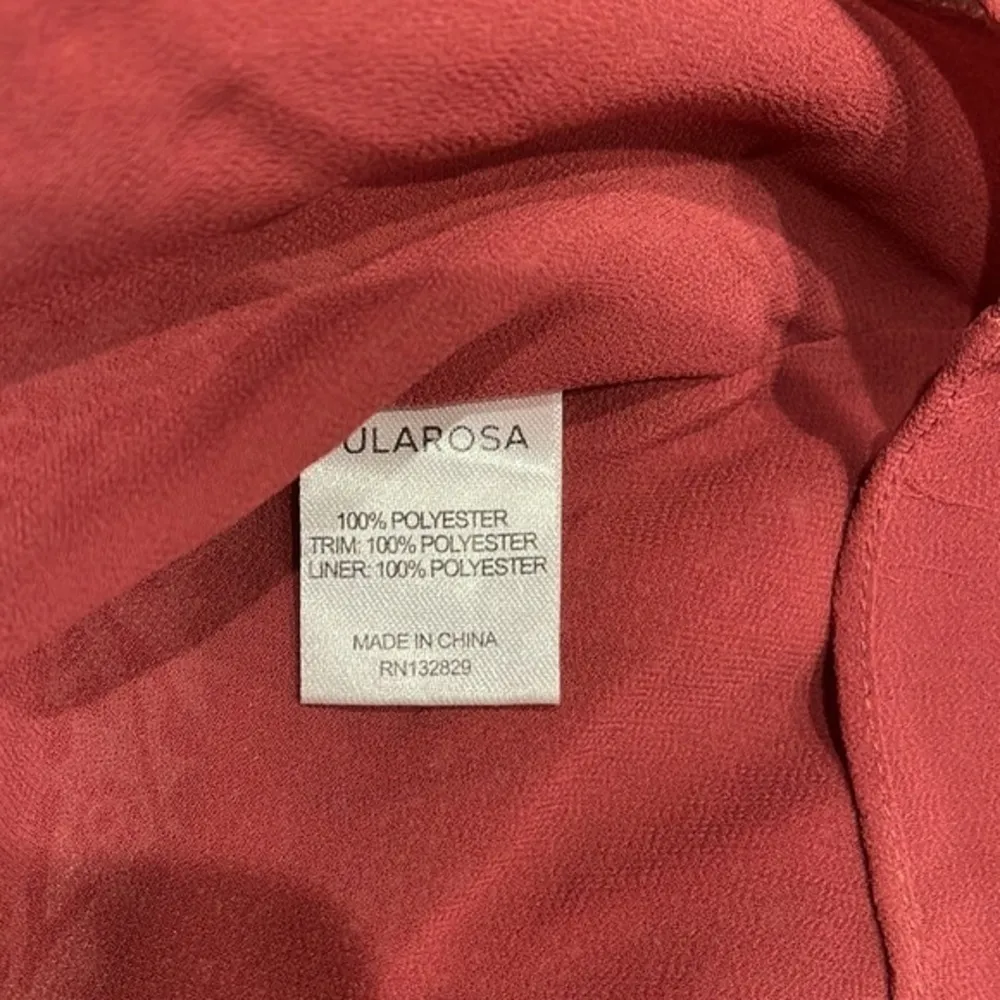 ULAROSA
100% POLYESTER
TRIM: 100% POLYESTER
LINER: 100% POLYESTER
MADE IN CHINA
RN132829